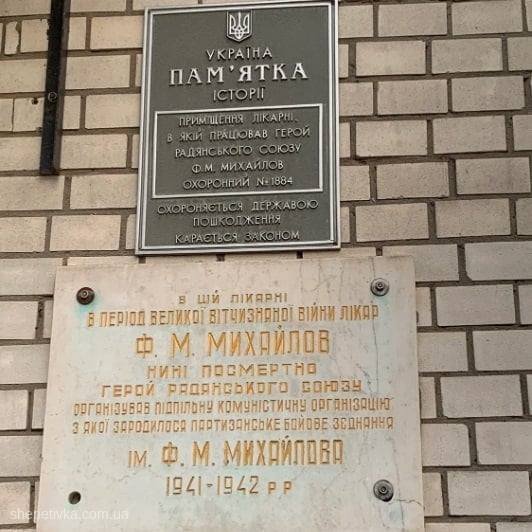 УКРАЇНА
ПАМ'ЯТКА
ІСТОРІЇ
ПРИМІЩЕННЯ ЛІКАРНІ,
В ЯКІЙ ПРАЦЮВАВ ГЕРОЙ
РАДЯНСЬКОГО СОЮЗУ
Ф.М. МИХАЙЛОВ
ОХОРОННИЙ №1884
ОХОРОНЯЄТЬСЯ ДЕРЖАВОЮ
ПОШКОДЖЕННЯ
КАРАЄТЬСЯ ЗАКОНОМ
В ЦІЙ ЛІКАРНІ
В ПЕРІОД ВЕЛИКОЇ ВІТЧИЗНАНОЇ ВІЙНИ ЛІКАР
Ф. М. МИХАЙЛОВ
НИНІ ПОСМЕРТНО
ГЕРОЙ РАДЯНСЬКОГО СОЮЗУ
ОРГАНІЗУВАВ ПІДПІЛЬНУ КОМУНІСТИЧНУ ОРГАНІЗАЦІЮ
З ЯКОЇ ЗАРОДИЛОСЯ ПАРТИЗАНСЬКЕ БОЙОВЕ ЗЄДНАННЯ
ІМ. Ф. М. МИХАЙЛОВА
1941-1942 Р Р
shepetivka.com.ua